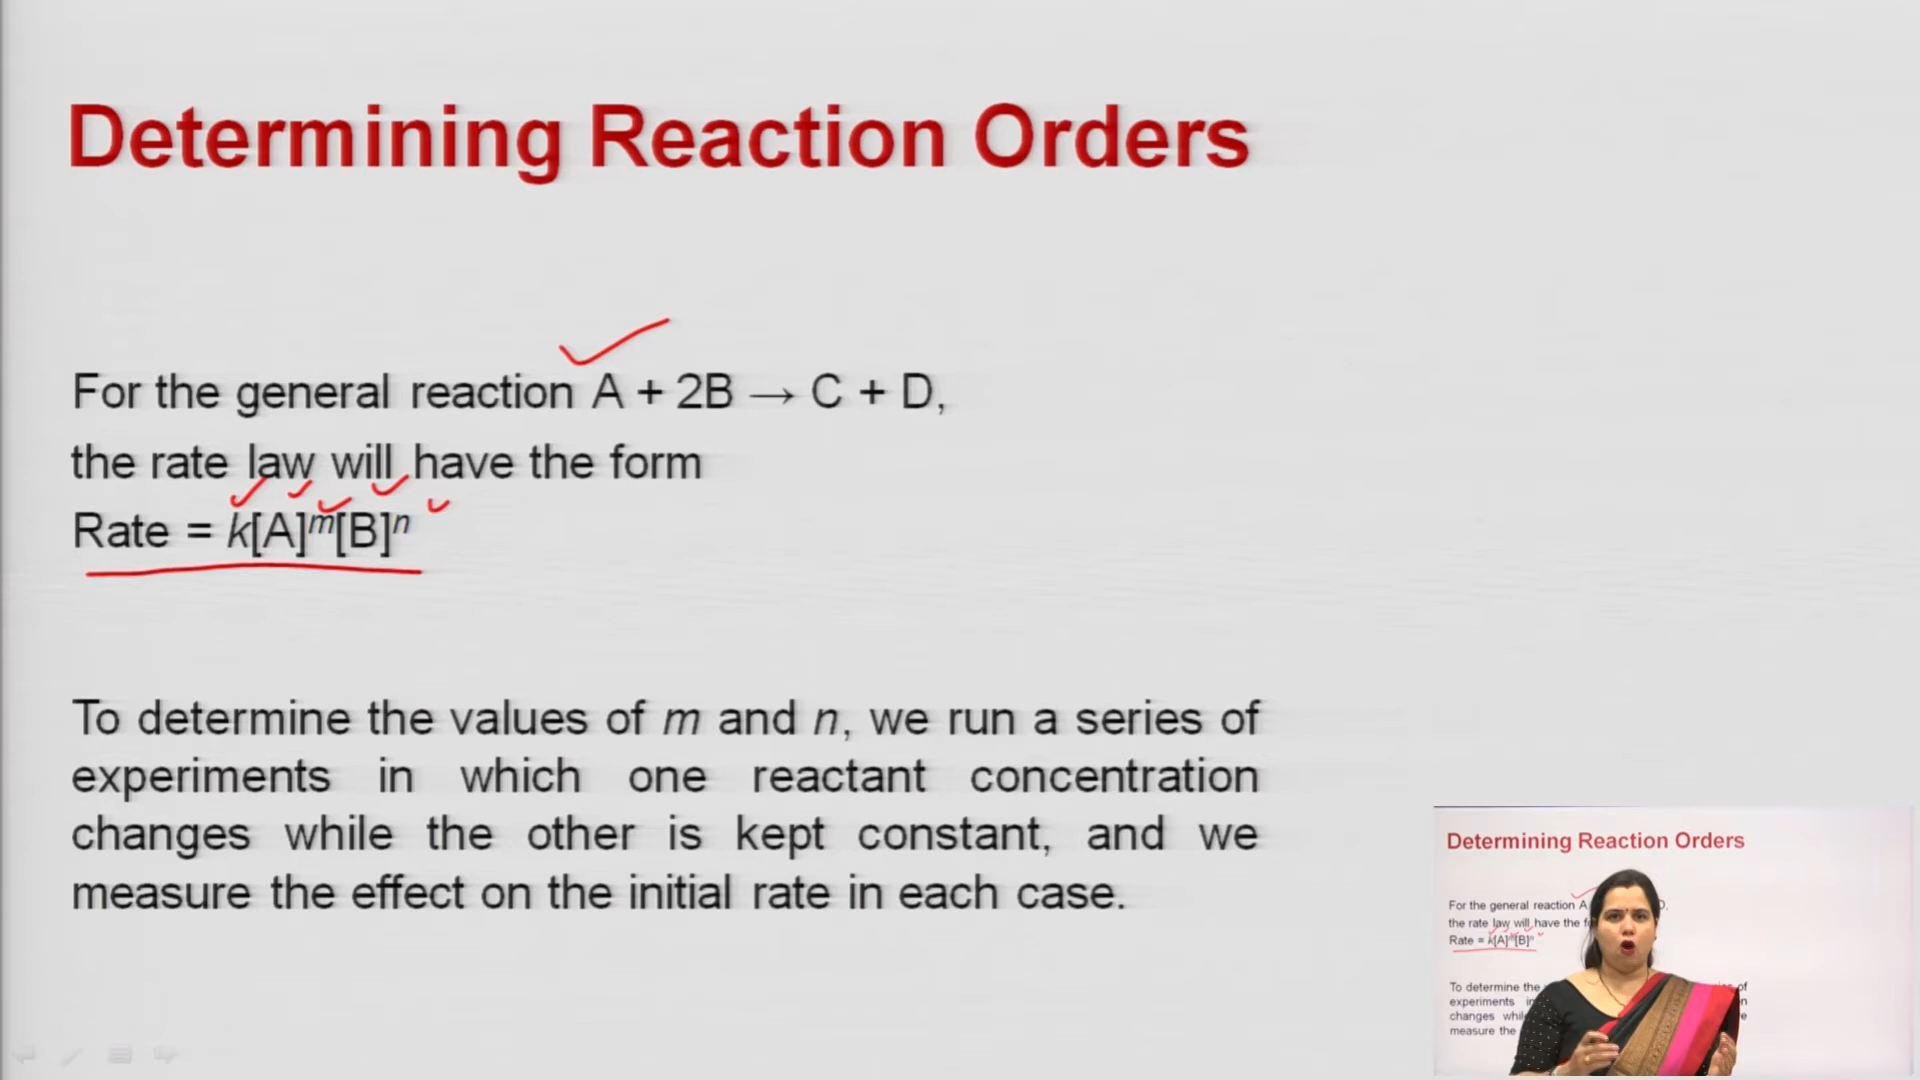 Determining Reaction Orders
For the general reaction A + 2B → C + D,
the rate law will have the form
Rate = k[A]ᵐ[B]ⁿ
To determine the values of m and n, we run a series of
experiments in which one reactant concentration
changes while the other is kept constant, and we
measure the effect on the initial rate in each case.
Determining Reaction Orders
For the general reaction A
D,
the rate law will have the
Rate = k[A]ᵐ[B]ⁿ
To determine the
of
experiments
changes
measure the